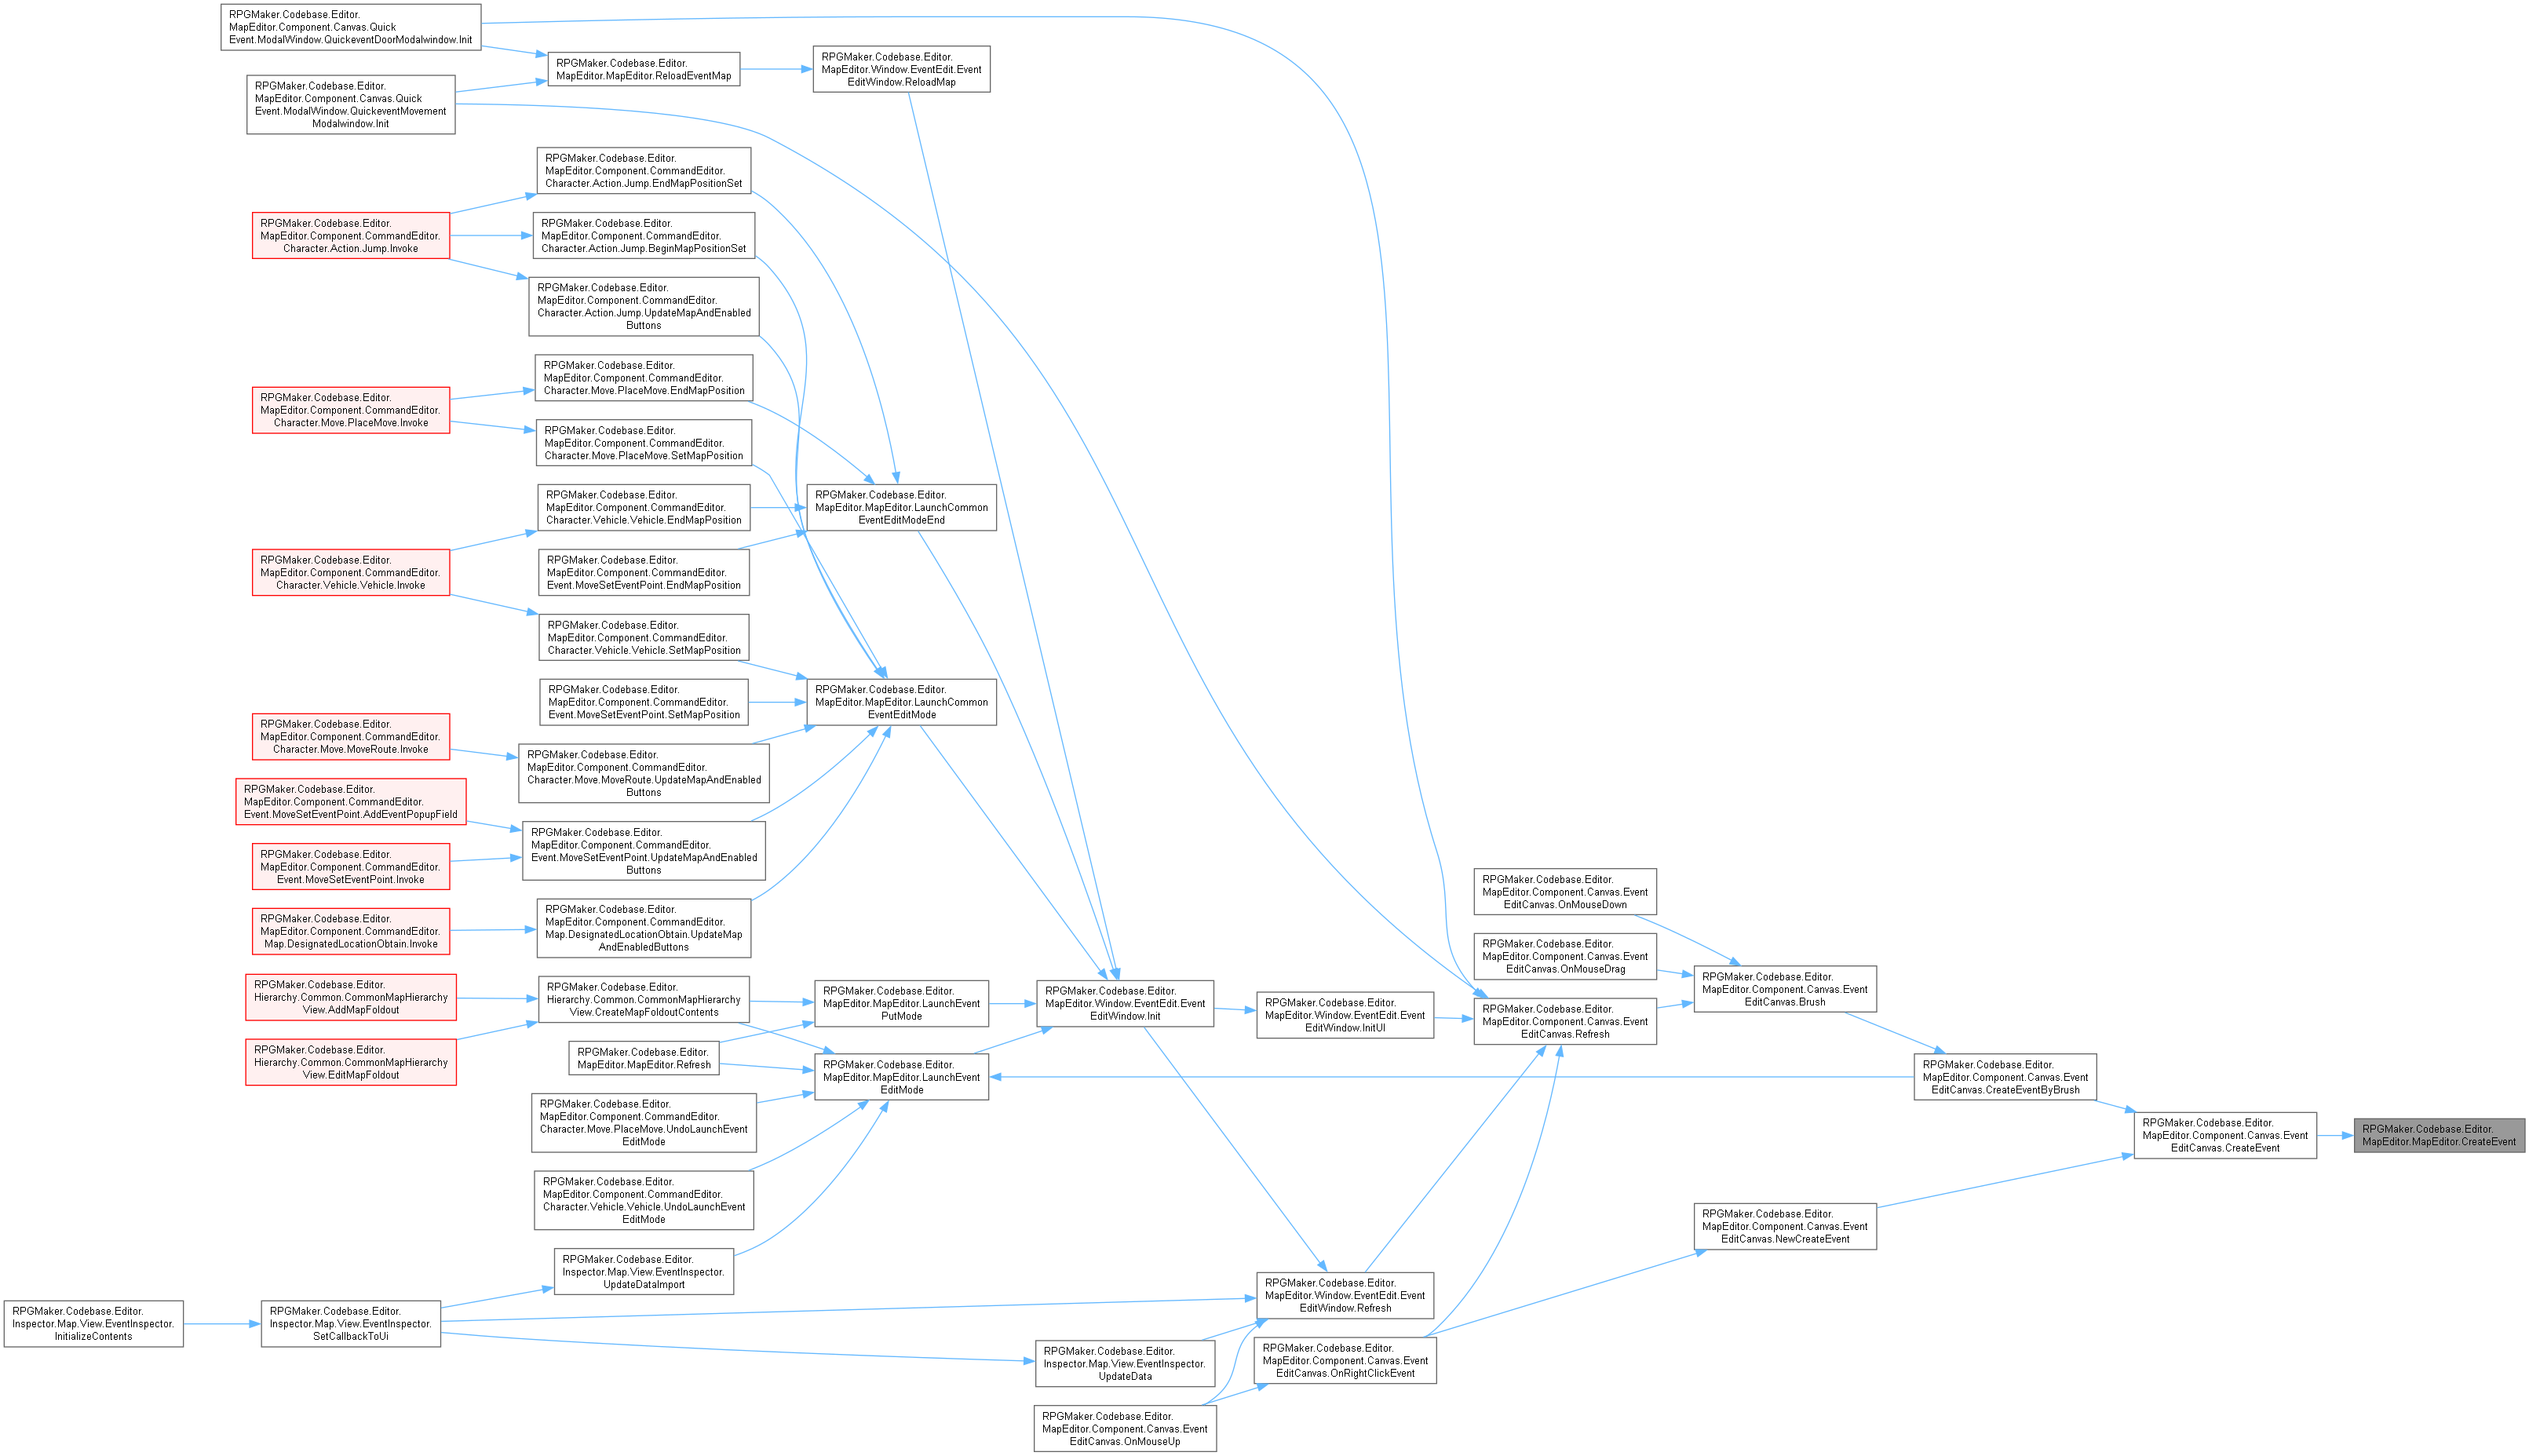 RPGMaker.Codebase.Editor.
MapEditor.Component.Canvas.Quick
Event.ModalWindow.QuickeventDoorModalwindow.Init
RPGMaker.Codebase.Editor.
MapEditor.Component.Canvas.Quick
Event.ModalWindow.QuickeventMovement
Modalwindow.Init
RPGMaker.Codebase.Editor.
MapEditor.Component.CommandEditor.
Character.Action.Jump.Invoke
RPGMaker.Codebase.Editor.
MapEditor.Component.CommandEditor.
Character.Move.PlaceMove.Invoke
RPGMaker.Codebase.Editor.
MapEditor.Component.CommandEditor.
Character.Vehicle.Vehicle.Invoke
RPGMaker.Codebase.Editor.
MapEditor.Component.CommandEditor.
Character.Move.MoveRoute.Invoke
RPGMaker.Codebase.Editor.
MapEditor.Component.CommandEditor.
Event.MoveSetEventPoint.AddEventPopupField
RPGMaker.Codebase.Editor.
MapEditor.Component.CommandEditor.
Event.MoveSetEventPoint.Invoke
RPGMaker.Codebase.Editor.
MapEditor.Component.CommandEditor.
Map.DesignatedLocationObtain.Invoke
RPGMaker.Codebase.Editor.
Hierarchy.Common.CommonMapHierarchy
View.AddMapFoldout
RPGMaker.Codebase.Editor.
Hierarchy.Common.CommonMapHierarchy
View.EditMapFoldout
RPGMaker.Codebase.Editor.
Inspector.Map.View.EventInspector.
InitializeContents
RPGMaker.Codebase.Editor.
Inspector.Map.View.EventInspector.
SetCallbackToUi
RPGMaker.Codebase.Editor.
MapEditor.MapEditor.ReloadEventMap
RPGMaker.Codebase.Editor.
MapEditor.Component.CommandEditor.
Character.Action.Jump.EndMapPositionSet
RPGMaker.Codebase.Editor.
MapEditor.Component.CommandEditor.
Character.Action.Jump.BeginMapPositionSet
RPGMaker.Codebase.Editor.
MapEditor.Component.CommandEditor.
Character.Action.Jump.UpdateMapAndEnabled
Buttons
RPGMaker.Codebase.Editor.
MapEditor.Component.CommandEditor.
Character.Move.PlaceMove.EndMapPosition
RPGMaker.Codebase.Editor.
MapEditor.Component.CommandEditor.
Character.Move.PlaceMove.SetMapPosition
RPGMaker.Codebase.Editor.
MapEditor.Component.CommandEditor.
Character.Vehicle.Vehicle.EndMapPosition
RPGMaker.Codebase.Editor.
MapEditor.Component.CommandEditor.
Event.MoveSetEventPoint.EndMapPosition
RPGMaker.Codebase.Editor.
MapEditor.Component.CommandEditor.
Character.Vehicle.Vehicle.SetMapPosition
RPGMaker.Codebase.Editor.
MapEditor.Component.CommandEditor.
Event.MoveSetEventPoint.SetMapPosition
RPGMaker.Codebase.Editor.
MapEditor.Component.CommandEditor.
Character.Move.MoveRoute.UpdateMapAndEnabled
Buttons
RPGMaker.Codebase.Editor.
MapEditor.Component.CommandEditor.
Event.MoveSetEventPoint.UpdateMapAndEnabled
Buttons
RPGMaker.Codebase.Editor.
MapEditor.Component.CommandEditor.
Map.DesignatedLocationObtain.UpdateMap
AndEnabledButtons
RPGMaker.Codebase.Editor.
Hierarchy.Common.CommonMapHierarchy
View.CreateMapFoldoutContents
RPGMaker.Codebase.Editor.
MapEditor.MapEditor.Refresh
RPGMaker.Codebase.Editor.
MapEditor.Component.CommandEditor.
Character.Move.PlaceMove.UndoLaunchEvent
EditMode
RPGMaker.Codebase.Editor.
MapEditor.Component.CommandEditor.
Character.Vehicle.Vehicle.UndoLaunchEvent
EditMode
RPGMaker.Codebase.Editor.
Inspector.Map.View.EventInspector.
UpdateDataImport
RPGMaker.Codebase.Editor.
MapEditor.Window.EventEdit.Event
EditWindow.ReloadMap
RPGMaker.Codebase.Editor.
MapEditor.MapEditor.LaunchCommon
EventEditModeEnd
RPGMaker.Codebase.Editor.
MapEditor.MapEditor.LaunchCommon
EventEditMode
RPGMaker.Codebase.Editor.
MapEditor.MapEditor.LaunchEvent
PutMode
RPGMaker.Codebase.Editor.
MapEditor.MapEditor.LaunchEvent
EditMode
RPGMaker.Codebase.Editor.
MapEditor.Window.EventEdit.Event
EditWindow.Init
RPGMaker.Codebase.Editor.
Inspector.Map.View.EventInspector.
UpdateData
RPGMaker.Codebase.Editor.
MapEditor.Component.Canvas.Event
EditCanvas.OnMouseUp
RPGMaker.Codebase.Editor.
MapEditor.Window.EventEdit.Event
EditWindow.InitUI
RPGMaker.Codebase.Editor.
MapEditor.Window.EventEdit.Event
EditWindow.Refresh
RPGMaker.Codebase.Editor.
MapEditor.Component.Canvas.Event
EditCanvas.OnRightClickEvent
RPGMaker.Codebase.Editor.
MapEditor.Component.Canvas.Event
EditCanvas.OnMouseDown
RPGMaker.Codebase.Editor.
MapEditor.Component.Canvas.Event
EditCanvas.OnMouseDrag
RPGMaker.Codebase.Editor.
MapEditor.Component.Canvas.Event
EditCanvas.Refresh
RPGMaker.Codebase.Editor.
MapEditor.Component.Canvas.Event
EditCanvas.Brush
RPGMaker.Codebase.Editor.
MapEditor.Component.Canvas.Event
EditCanvas.NewCreateEvent
RPGMaker.Codebase.Editor.
MapEditor.Component.Canvas.Event
EditCanvas.CreateEventByBrush
RPGMaker.Codebase.Editor.
MapEditor.Component.Canvas.Event
EditCanvas.CreateEvent
RPGMaker.Codebase.Editor.
MapEditor.MapEditor.CreateEvent